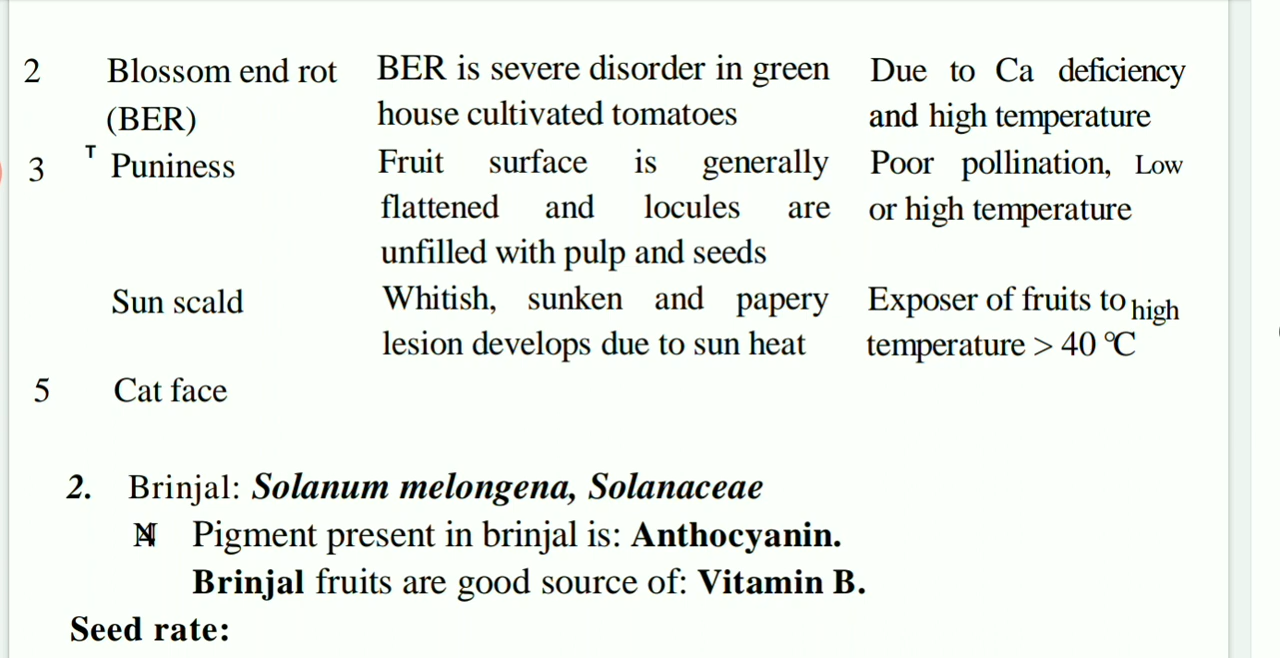 2 Blossom end rot BER is severe disorder in green Due to Ca deficiency
(BER) house cultivated tomatoes and high temperature
3 T Puniness Fruit surface is generally Poor pollination, Low
flattened and locules are or high temperature
unfilled with pulp and seeds
Sun scald Whitish, sunken and papery Exposer of fruits to high
lesion develops due to sun heat temperature > 40 ℃
5 Cat face
2. Brinjal: Solanum melongena, Solanaceae
Pigment present in brinjal is: Anthocyanin.
Brinjal fruits are good source of: Vitamin B.
Seed rate: